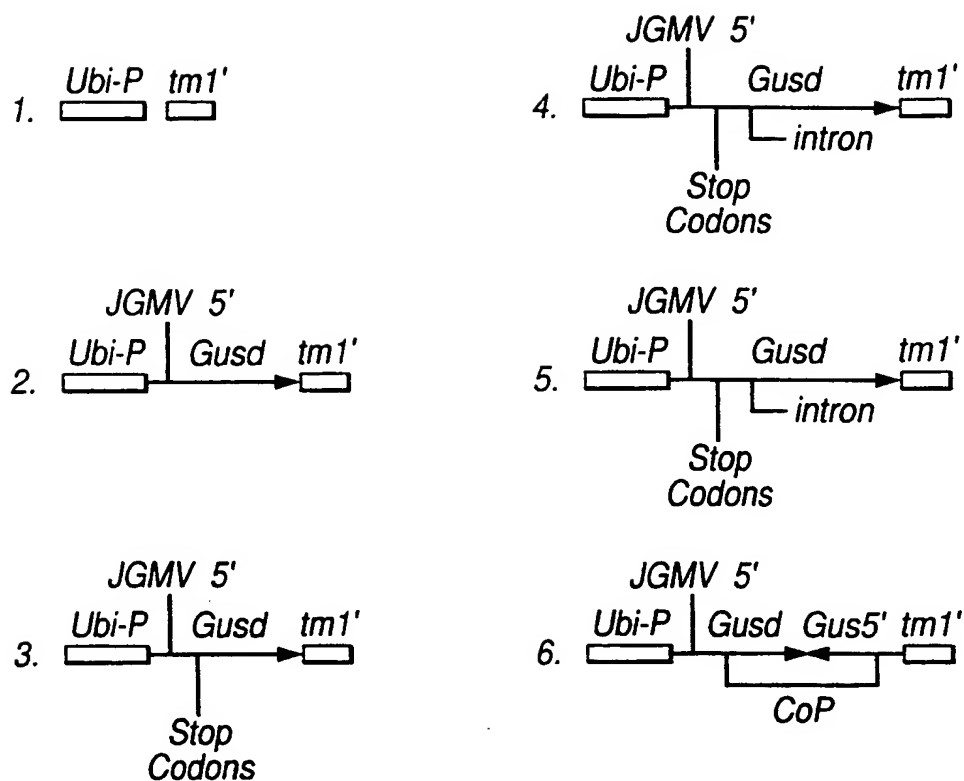 1.
Ubi-P tm1'
2.
JGMV 5'
Ubi-P Gusd tm1'
3.
JGMV 5'
Ubi-P Gusd tm1'
Stop
Codons
4.
JGMV 5'
Ubi-P Gusd tm1'
intron
Stop
Codons
5.
JGMV 5'
Ubi-P Gusd tm1'
intron
Stop
Codons
6.
JGMV 5'
Ubi-P Gusd Gus5' tm1'
CoP